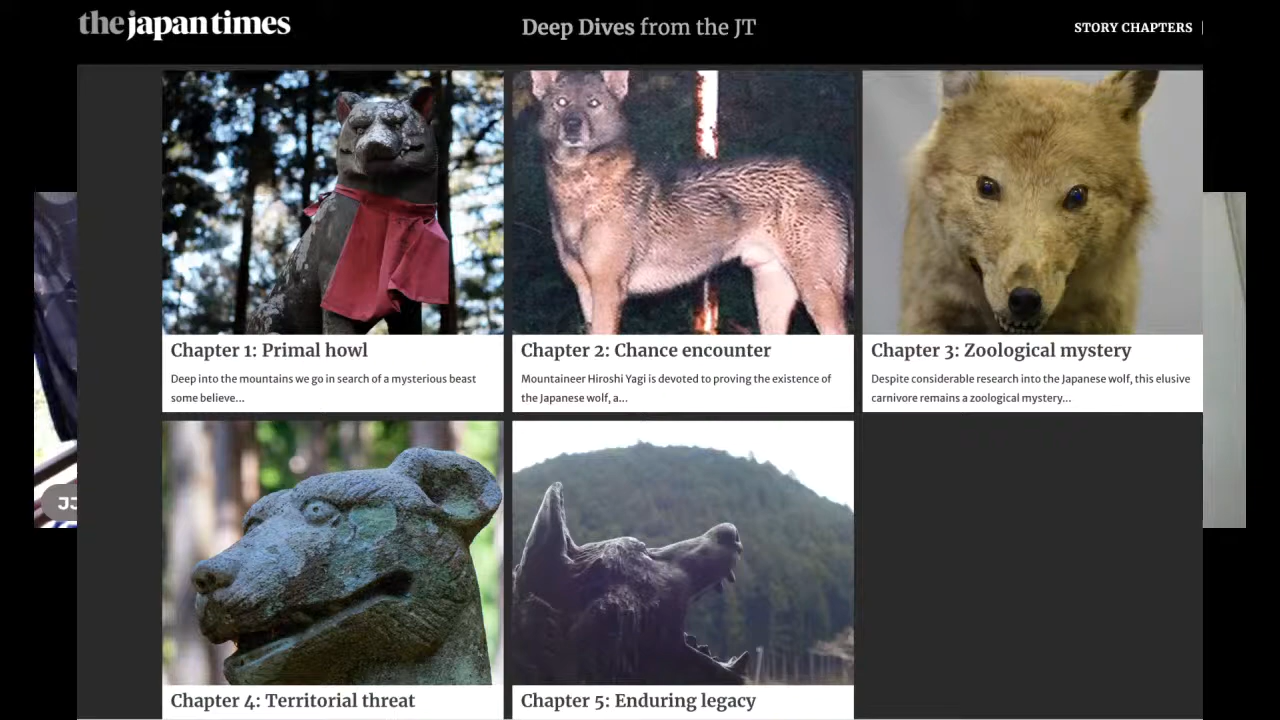 the japan times
Deep Dives from the JT
STORY CHAPTERS
Chapter 1: Primal howl
Deep into the mountains we go in search of a mysterious beast
some believe...
Chapter 2: Chance encounter
Mountaineer Hiroshi Yagi is devoted to proving the existence of
the Japanese wolf, a...
Chapter 3: Zoological mystery
Despite considerable research into the Japanese wolf, this elusive
carnivore remains a zoological mystery...
JJ
Chapter 4: Territorial threat
Chapter 5: Enduring legacy